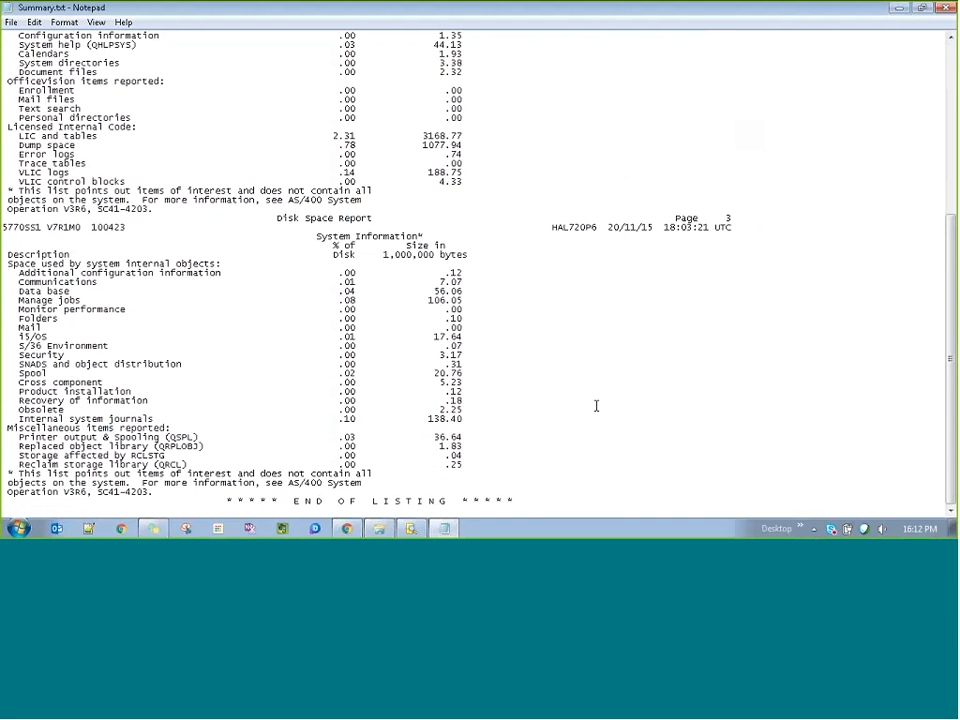 Summary.txt - Notepad
File Edit Format View Help
Configuration information .00 1.35
System help (QHLPSYS) .03 44.13
Calendars .00 1.93
System directories .00 3.38
Document files .00 2.32
OfficeVision items reported:
Enrollment .00 .00
Mail files .00 .00
Text search .00 .00
Personal directories .00 .00
Licensed Internal Code:
LIC and tables 2.31 3168.77
Dump space .78 1077.94
Error logs .00 .74
Trace tables .00 .00
VLIC logs .14 188.75
VLIC control blocks .00 4.33
* This list points out items of interest and does not contain all
objects on the system. For more information, see AS/400 System
Operation V3R6, SC41-4203.
Disk Space Report Page 3
5770SS1 V7R1M0 100423 HAL720P6 20/11/15 18:03:21 UTC
System Information*
% of Size in
Description Disk 1,000,000 bytes
Space used by system internal objects:
Additional configuration information .00 .12
Communications .01 7.07
Data base .04 56.06
Manage jobs .08 106.05
Monitor performance .00 .00
Folders .00 .10
Mail .00 .00
i5/OS .01 17.64
S/36 Environment .00 .07
Security .00 3.17
SNADS and object distribution .00 .31
Spool .02 20.76
Cross component .00 5.23
Product installation .00 .12
Recovery of information .00 .18
Obsolete .00 2.25
Internal system journals .10 138.40
Miscellaneous items reported:
Printer output & Spooling (QSPL) .03 36.64
Replaced object library (QRPLOBJ) .00 1.83
Storage affected by RCLSTG .00 .04
Reclaim storage library (QRCL) .00 .25
* This list points out items of interest and does not contain all
objects on the system. For more information, see AS/400 System
Operation V3R6, SC41-4203.
* * * * * E N D O F L I S T I N G * * * * *
Desktop 16:12 PM